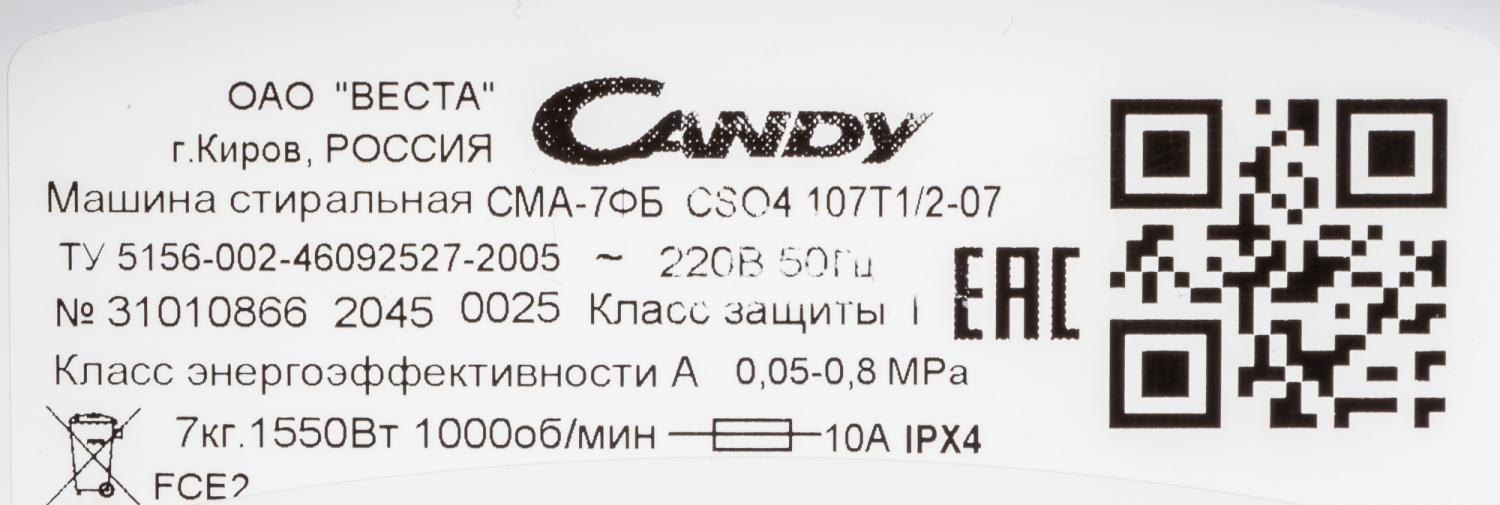 ОАО "ВЕСТА"
г.Киров, РОССИЯ
CANDY
Машина стиральная СМА-7ФБ CSO4 107T1/2-07
ТУ 5156-002-46092527-2005 ~ 220В 50Гц
№ 31010866 2045 0025 Класс защиты I
EAC
Класс энергоэффективности А 0,05-0,8 MPa
7кг.1550Вт 1000об/мин 10А IPX4
FCE2